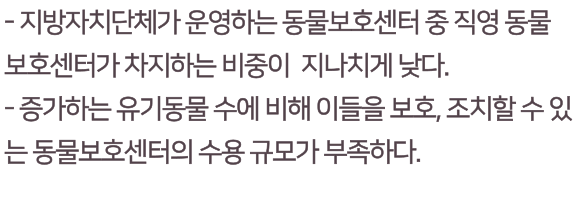 - 지방자치단체가 운영하는 동물보호센터 중 직영 동물
보호센터가 차지하는 비중이  지나치게 낮다.
- 증가하는 유기동물 수에 비해 이들을 보호, 조치할 수 있
는 동물보호센터의 수용 규모가 부족하다.